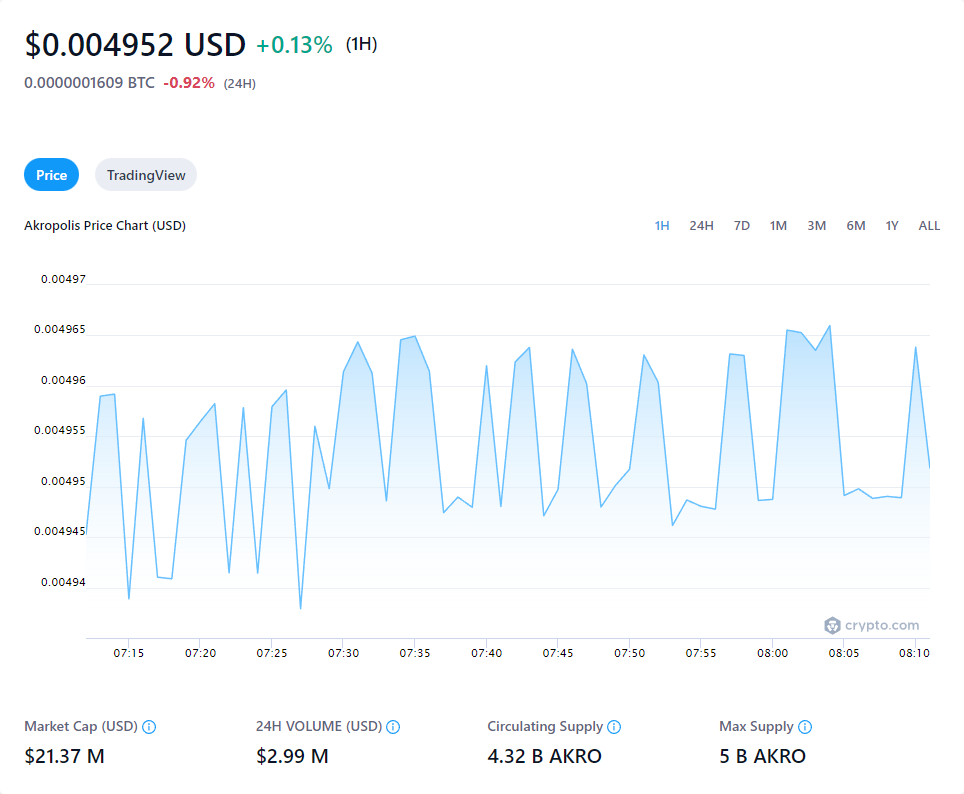 $0.004952 USD +0.13% (1H)
0.0000001609 BTC -0.92% (24H)
Price TradingView
Akropolis Price Chart (USD) 1H 24H 7D 1M 3M 6M 1Y ALL
0.00497
0.004965
0.00496
0.004955
0.00495
0.004945
0.00494
crypto.com
07:15 07:20 07:25 07:30 07:35 07:40 07:45 07:50 07:55 08:00 08:05 08:10
Market Cap (USD) 24H VOLUME (USD) Circulating Supply Max Supply
$21.37 M $2.99 M 4.32 B AKRO 5 B AKRO